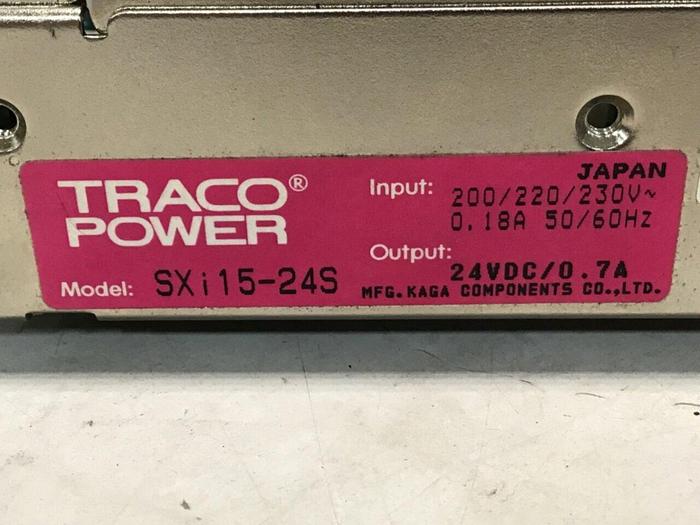 TRACO®
POWER
Model: SXi15-24S
JAPAN
Input: 200/220/230V~
0.18A 50/60Hz
Output:
24VDC/0.7A
MFG.KAGA COMPONENTS CO.,LTD.